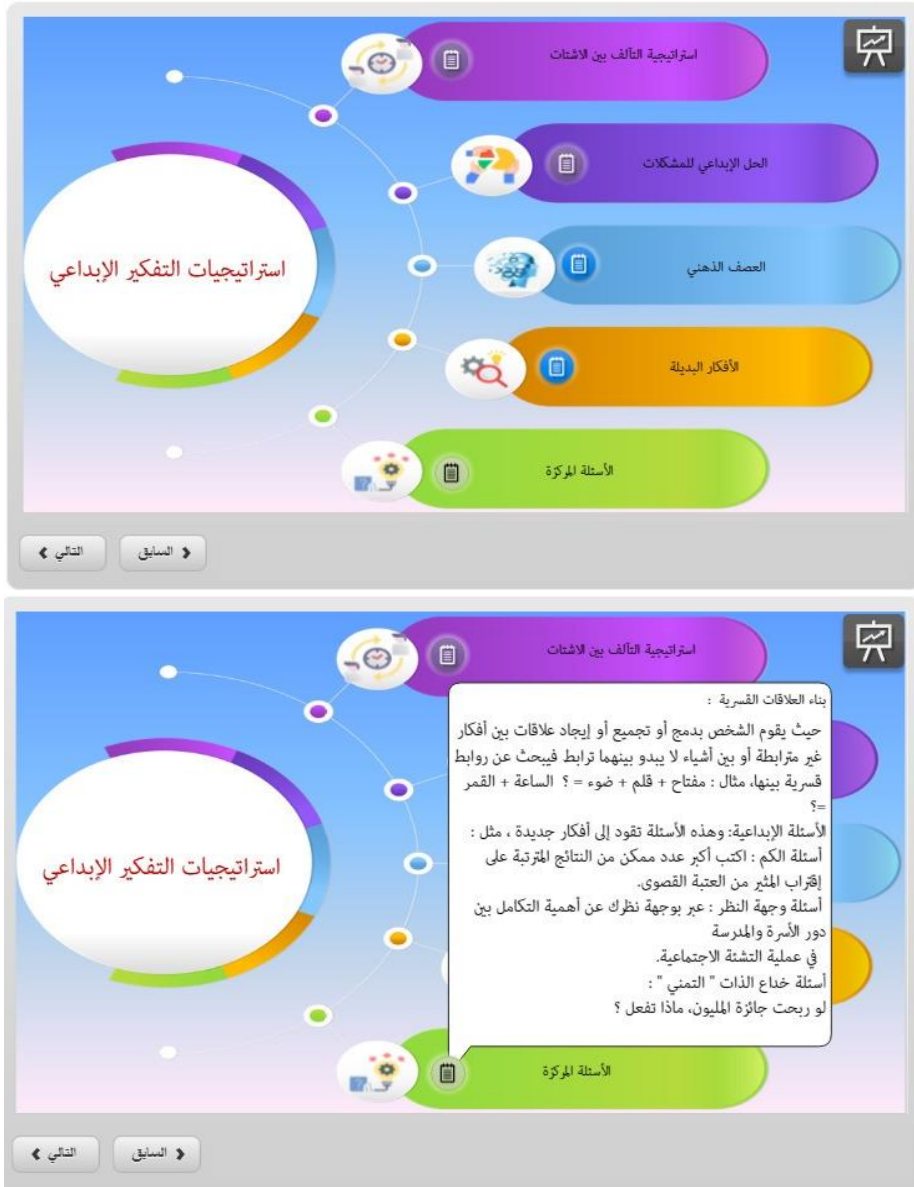 استراتيجية التآلف بين الاشتات
الحل الإبداعي للمشكلات
العصف الذهني
استراتيجيات التفكير الإبداعي
الأفكار البديلة
الأسئلة المركزة
السابق
التالي
استراتيجية التآلف بين الاشتات
بناء العلاقات القسرية :
حيث يقوم الشخص بدمج أو تجميع أو إيجاد علاقات بين أفكار
غير مترابطة أو بين أشياء لا يبدو بينهما ترابط فيبحث عن روابط
قسرية بينها، مثال : مفتاح + قلم + ضوء = ؟ الساعة + القمر
=؟
الأسئلة الإبداعية: وهذه الأسئلة تقود إلى أفكار جديدة ، مثل :
أسئلة الكم : اكتب أكبر عدد ممكن من النتائج المترتبة على
إقتراب المثير من العتبة القصوى.
أسئلة وجهة النظر : عبر بوجهة نظرك عن أهمية التكامل بين
دور الأسرة والمدرسة
في عملية التنشئة الاجتماعية.
أسئلة خداع الذات " التمني " :
لو ربحت جائزة المليون، ماذا تفعل ؟
استراتيجيات التفكير الإبداعي
الأسئلة المركزة
السابق
التالي